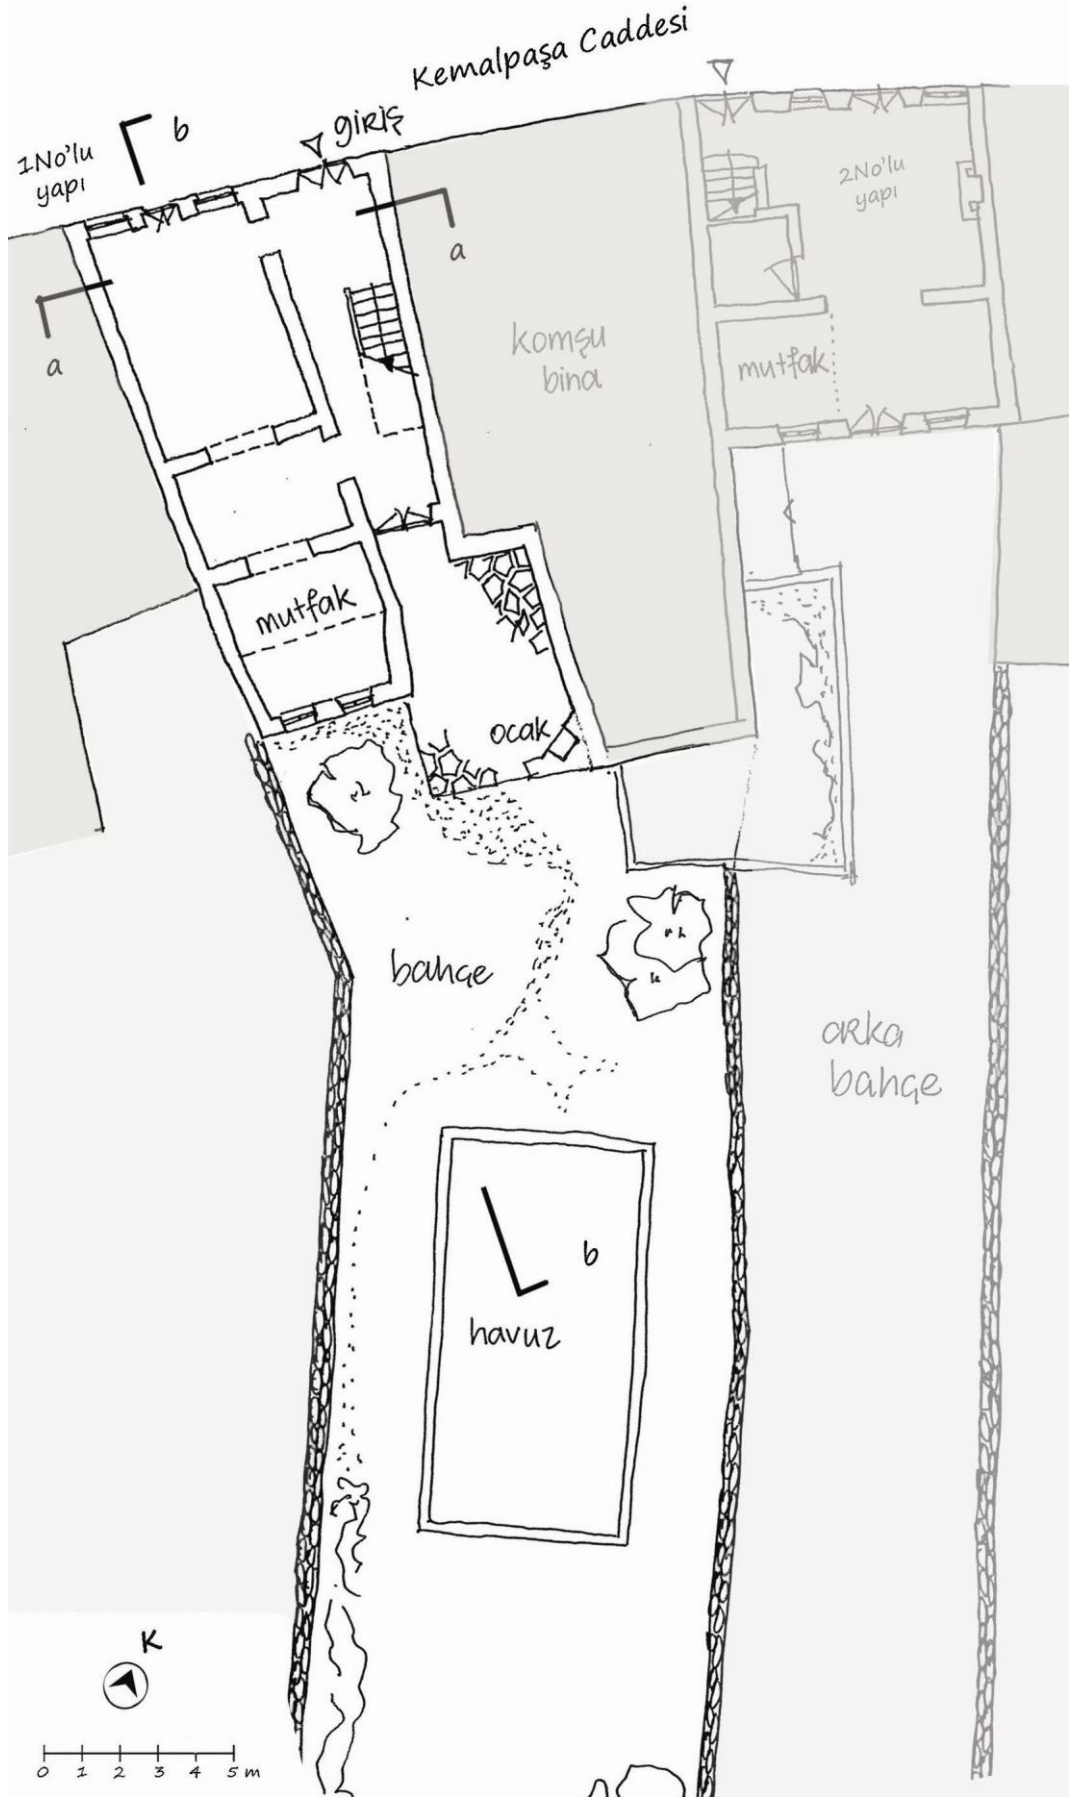 Kemalpaşa Caddesi
giriş
b
1No'lu
yapı
a
a
2No'lu
yapı
komşu
bina
mutfak
mutfak
ocak
bahçe
arka
bahçe
b
havuz
K
0 1 2 3 4 5 m